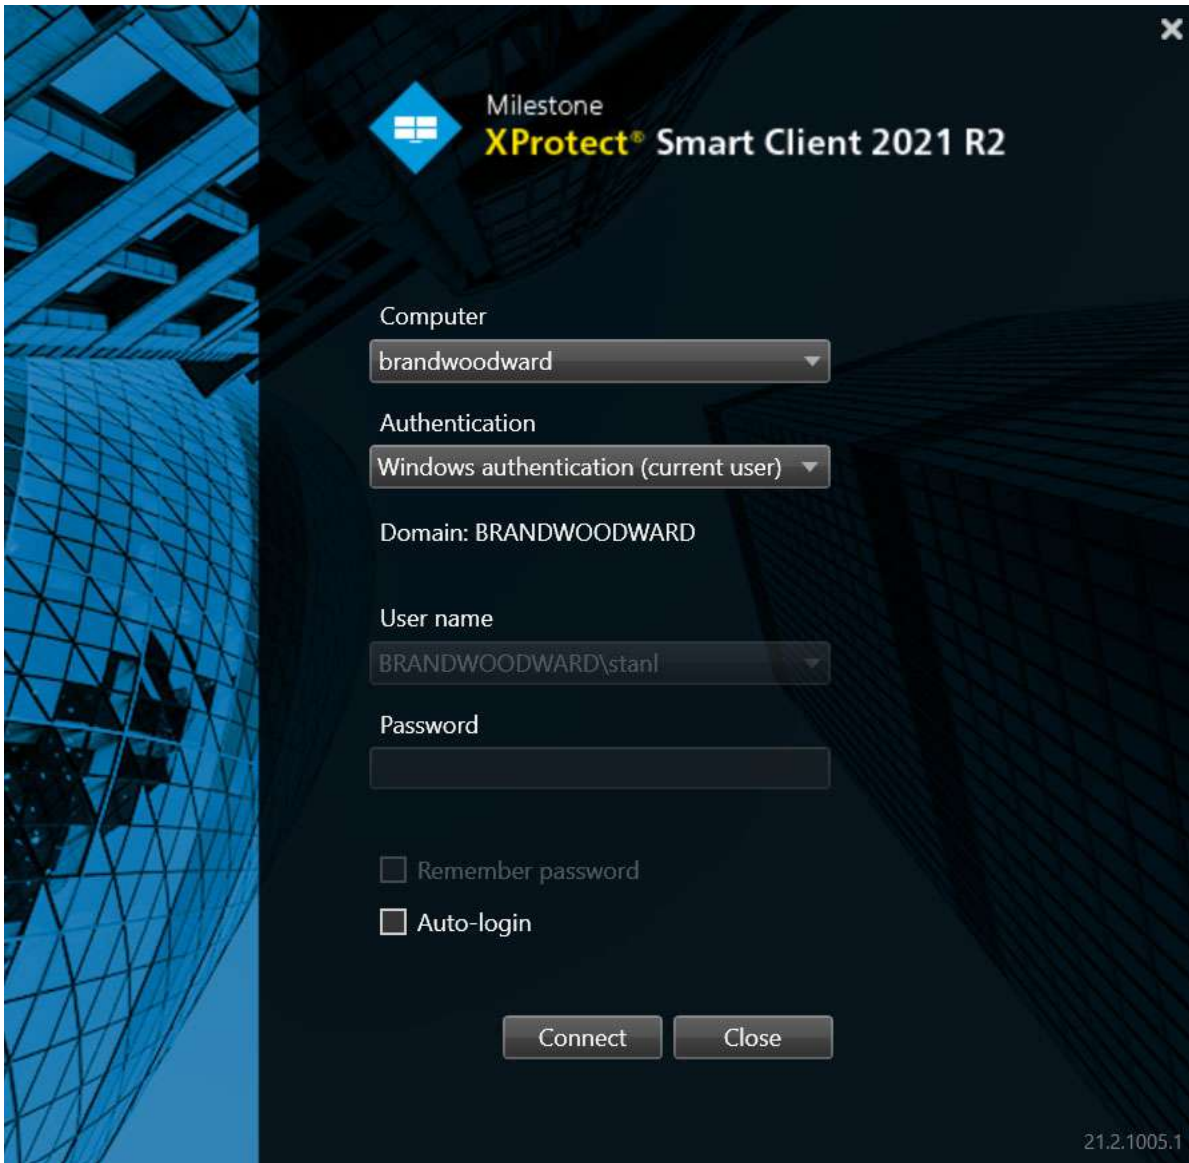 Milestone
XProtect® Smart Client 2021 R2
Computer
brandwoodward
Authentication
Windows authentication (current user)
Domain: BRANDWOODWARD
User name
BRANDWOODWARD\stanl
Password
Remember password
Auto-login
Connect Close
21.2.1005.1